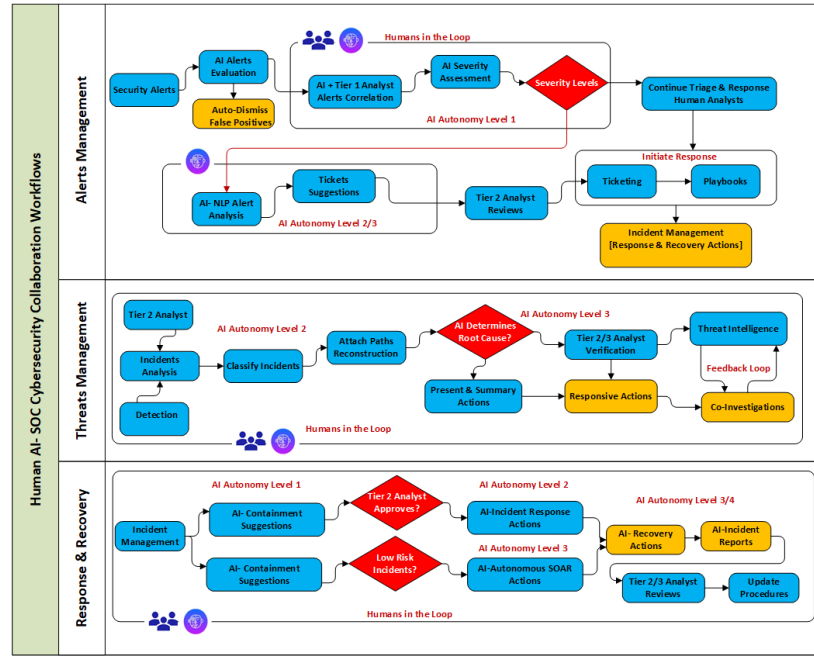 Human AI- SOC Cybersecurity Collaboration Workflows
Alerts Management
Humans in the Loop
Security Alerts
AI Alerts
Evaluation
Auto-Dismiss
False Positives
AI + Tier 1 Analyst
Alerts Correlation
AI Severity
Assessment
Severity Levels
AI Autonomy Level 1
Continue Triage & Response
Human Analysts
AI- NLP Alert
Analysis
Tickets
Suggestions
AI Autonomy Level 2/3
Tier 2 Analyst
Reviews
Initiate Response
Ticketing
Playbooks
Incident Management
[Response & Recovery Actions]
Threats Management
Tier 2 Analyst
Incidents
Analysis
Detection
AI Autonomy Level 2
Classify Incidents
Attach Paths
Reconstruction
AI Determines
Root Cause?
AI Autonomy Level 3
Present & Summary
Actions
Tier 2/3 Analyst
Verification
Responsive Actions
Threat Intelligence
Feedback Loop
Co-Investigations
Humans in the Loop
Response & Recovery
Incident
Management
AI Autonomy Level 1
AI- Containment
Suggestions
AI- Containment
Suggestions
Tier 2 Analyst
Approves?
Low Risk
Incidents?
AI Autonomy Level 2
AI-Incident Response
Actions
AI Autonomy Level 3
AI-Autonomous SOAR
Actions
AI Autonomy Level 3/4
AI- Recovery
Actions
AI-Incident
Reports
Tier 2/3 Analyst
Reviews
Update
Procedures
Humans in the Loop